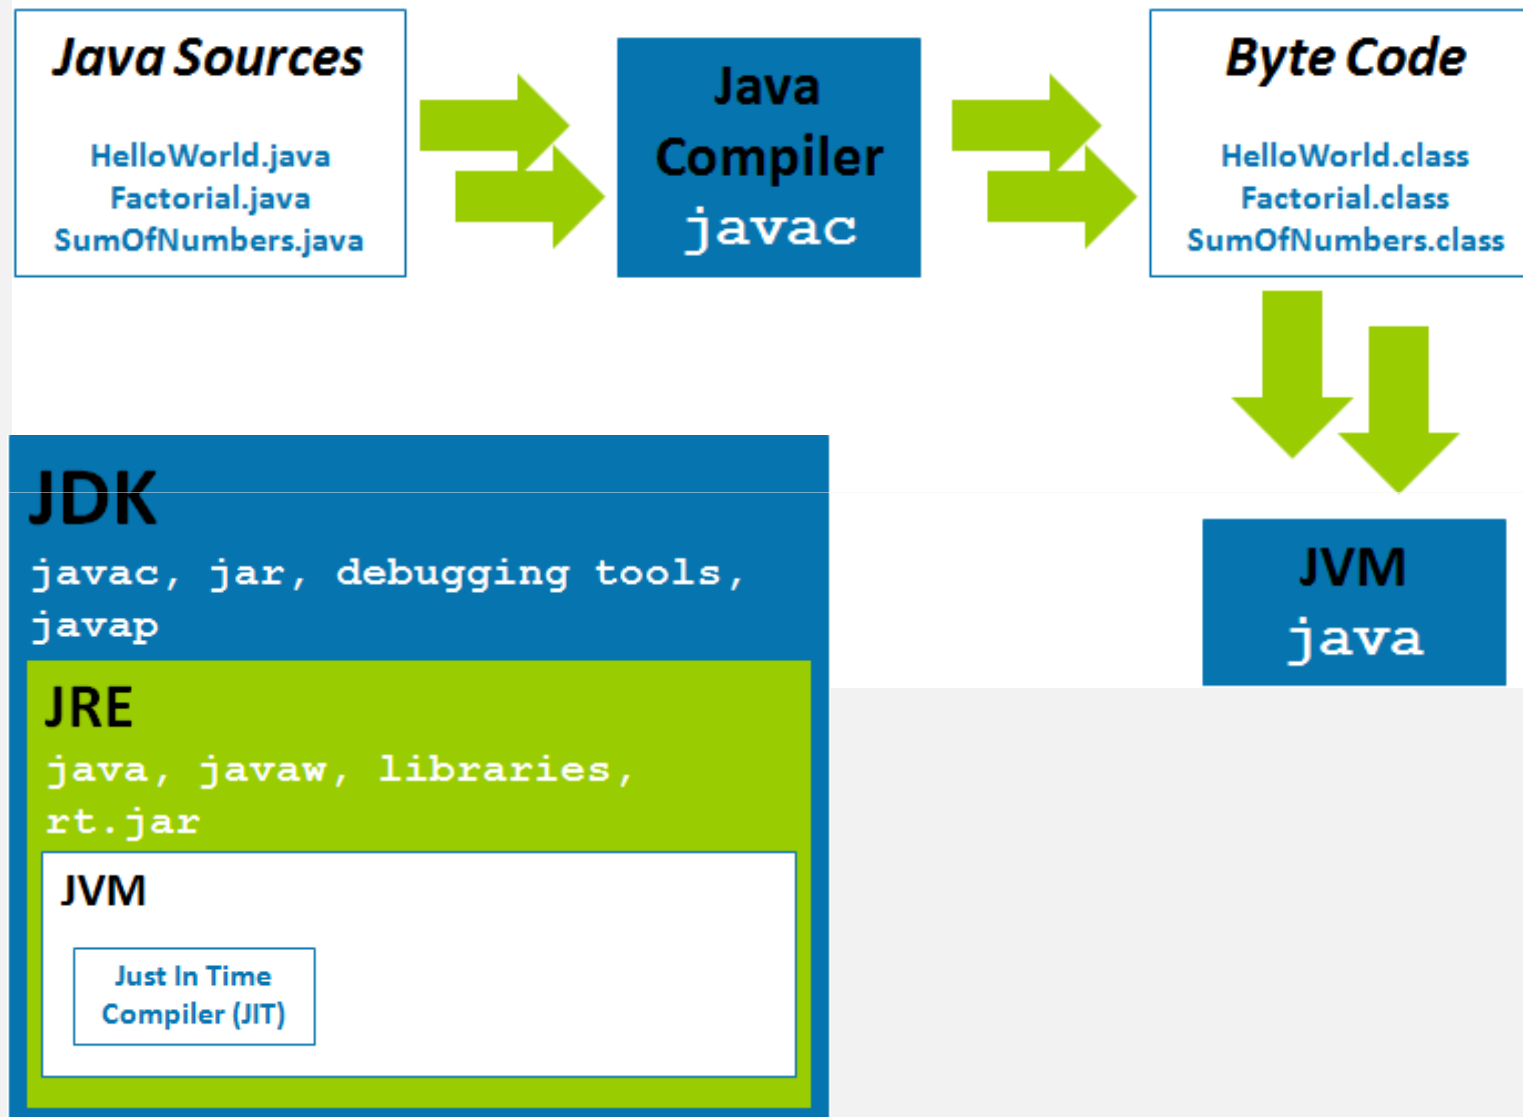 Java Sources
HelloWorld.java
Factorial.java
SumOfNumbers.java
Java
Compiler
javac
Byte Code
HelloWorld.class
Factorial.class
SumOfNumbers.class
JVM
java
JDK
javac, jar, debugging tools,
javap
JRE
java, javaw, libraries,
rt.jar
JVM
Just In Time
Compiler (JIT)